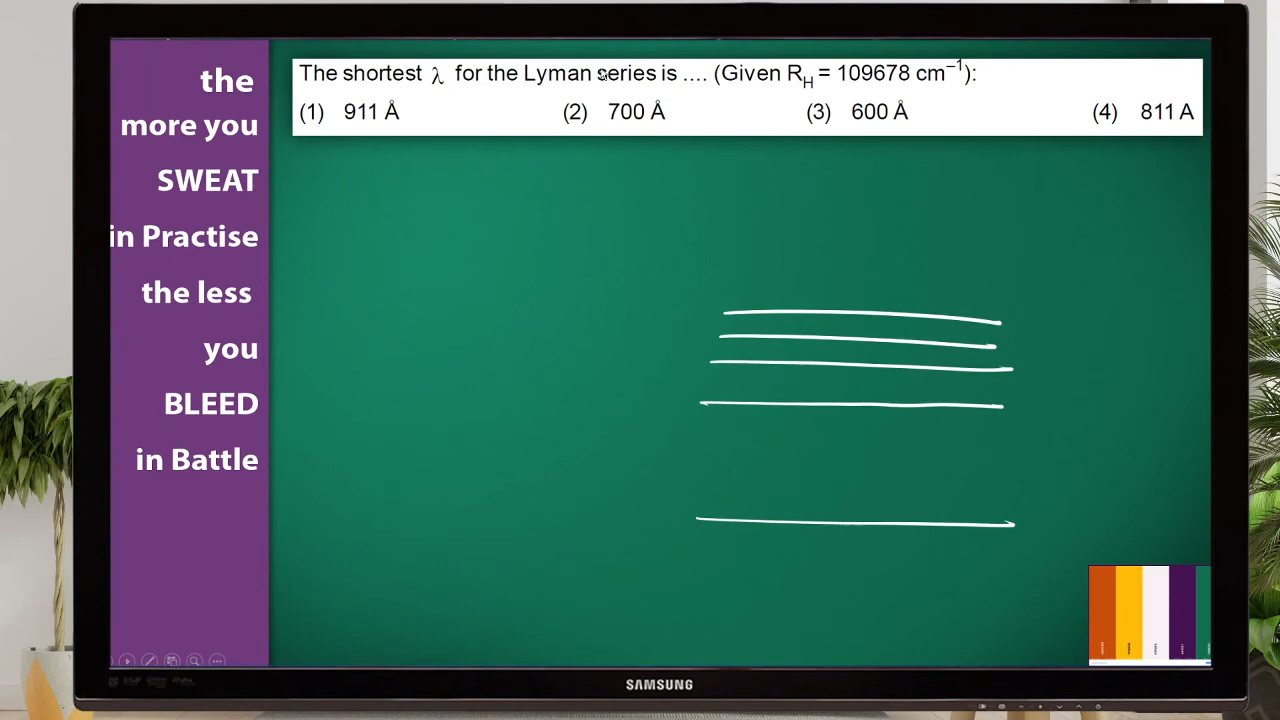 the
more you
SWEAT
in Practise
the less
you
BLEED
in Battle
The shortest λ for the Lyman series is .... (Given R_H = 109678 cm⁻¹):
(1) 911 Å (2) 700 Å (3) 600 Å (4) 811 A
SAMSUNG